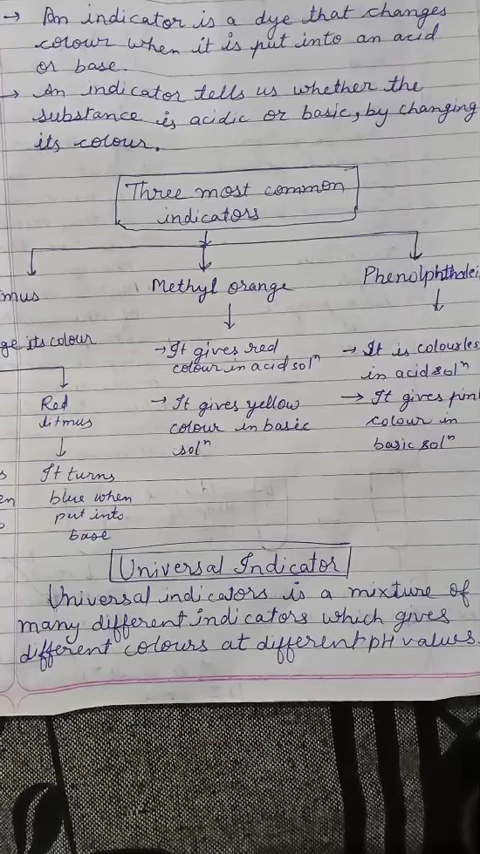 → An indicator is a dye that changes
colour when it is put into an acid
or base.
→ An indicator tells us whether the
substance is acidic or basic, by changing
its colour.
Three most common
indicators
tmus
Methyl orange
Phenolphthalei
ge its colour
→ It gives red
colour in acid solⁿ
→ It gives yellow
colour in basic
solⁿ
→ It is colourles
in acid solⁿ
→ It gives pin
colour in
basic solⁿ
Red
litmus
s
en
It turns
blue when
put into
base
Universal Indicator
Universal indicators is a mixture of
many different indicators which gives
different colours at different pH values.